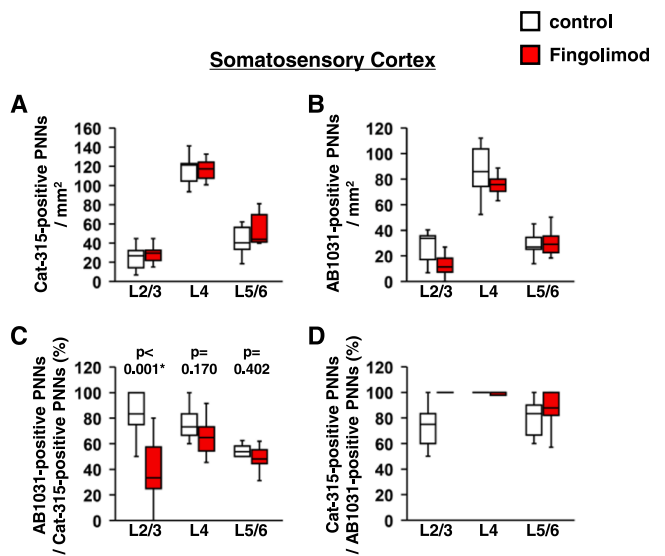 control
Fingolimod
Somatosensory Cortex
A
Cat-315-positive PNNs
/ mm²
160
140
120
100
80
60
40
20
0
L2/3 L4 L5/6
B
AB1031-positive PNNs
/ mm²
120
100
80
60
40
20
0
L2/3 L4 L5/6
C
AB1031-positive PNNs
/ Cat-315-positive PNNs (%)
p< p= p=
0.001* 0.170 0.402
120
100
80
60
40
20
0
L2/3 L4 L5/6
D
Cat-315-positive PNNs
/ AB1031-positive PNNs (%)
120
100
80
60
40
20
0
L2/3 L4 L5/6